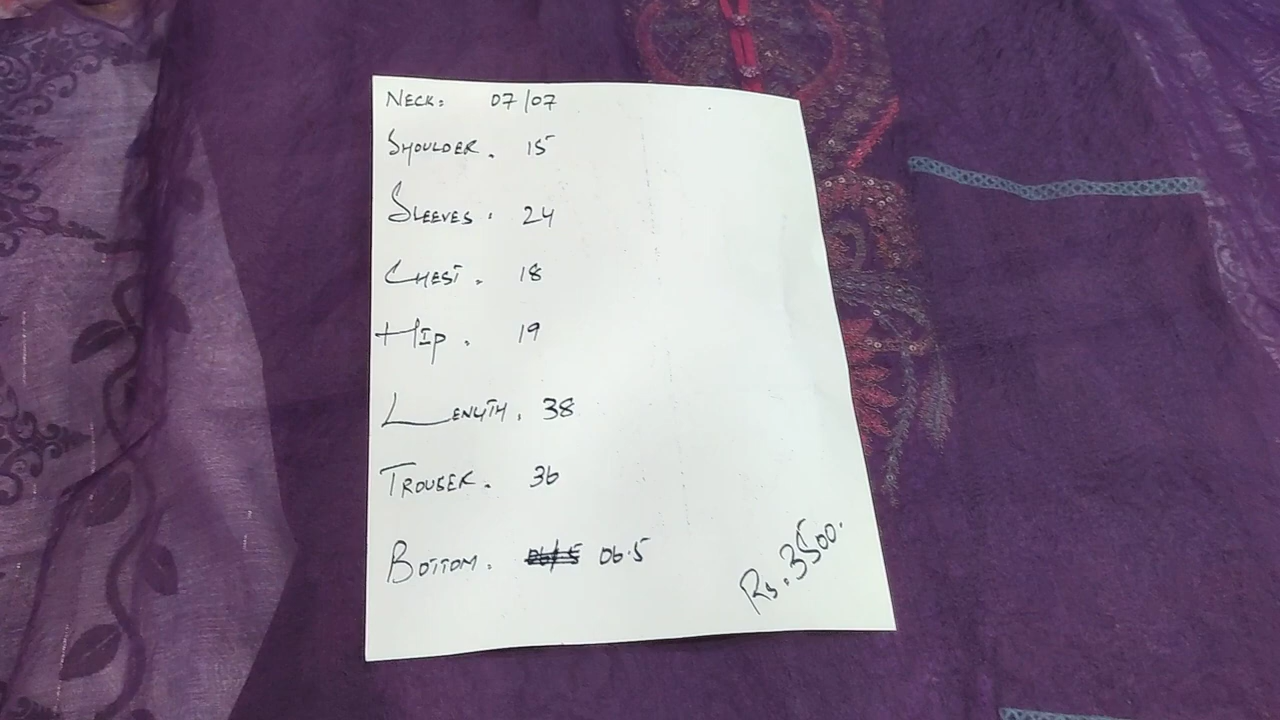 NECK: 07/07
SHOULDER. 15
SLEEVES: 24
CHEST. 18
HIP. 19
LENGTH. 38
TROUSER. 36
BOTTOM. 06.5
Rs. 3500.